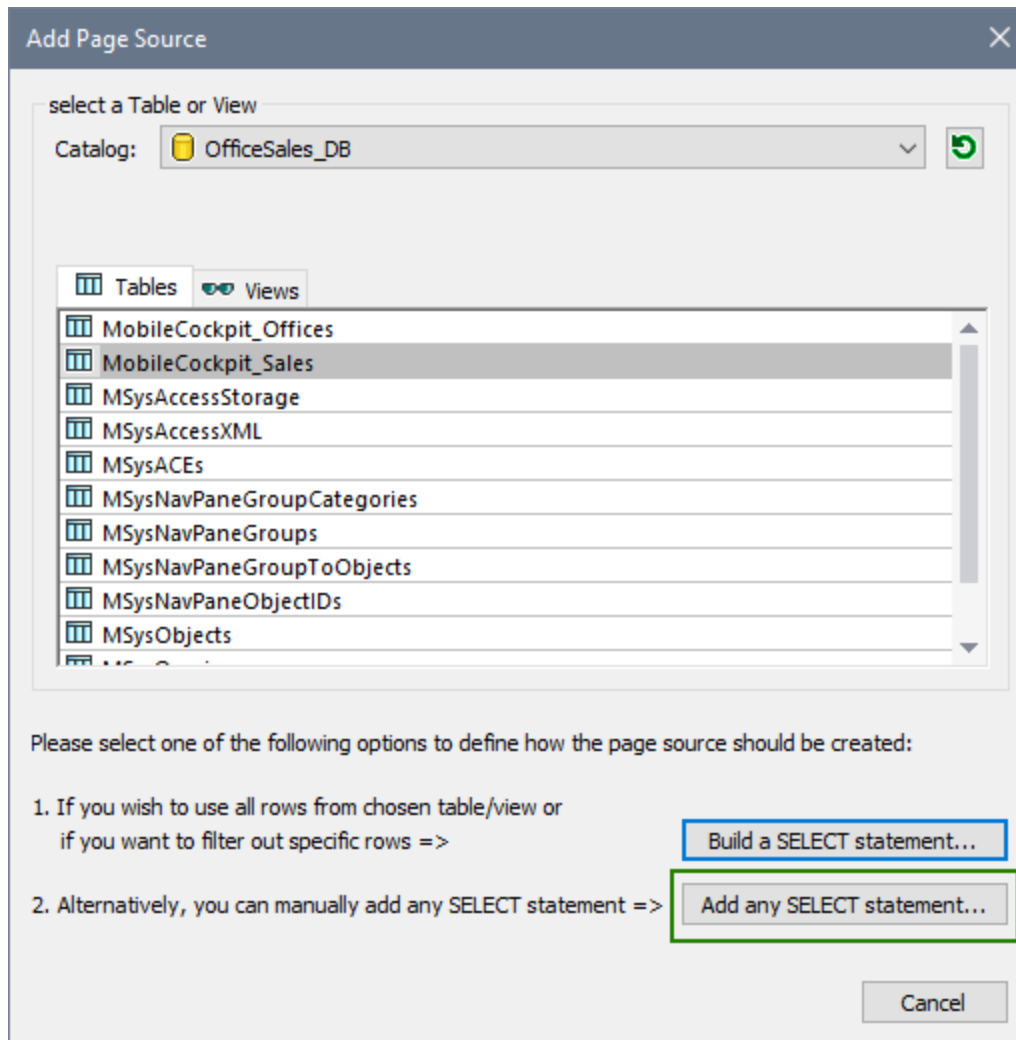 Add Page Source
select a Table or View
Catalog: OfficeSales_DB
Tables Views
MobileCockpit_Offices
MobileCockpit_Sales
MSysAccessStorage
MSysAccessXML
MSysACEs
MSysNavPaneGroupCategories
MSysNavPaneGroups
MSysNavPaneGroupToObjects
MSysNavPaneObjectIDs
MSysObjects
Please select one of the following options to define how the page source should be created:
1. If you wish to use all rows from chosen table/view or
if you want to filter out specific rows => Build a SELECT statement...
2. Alternatively, you can manually add any SELECT statement => Add any SELECT statement...
Cancel